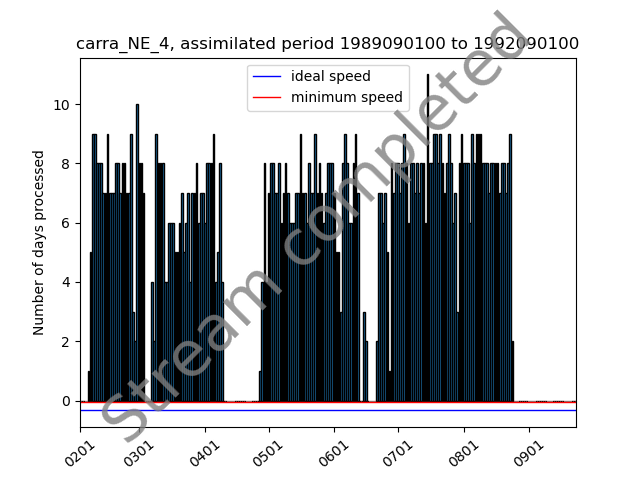 carra_NE_4, assimilated period 1989090100 to 1992090100
ideal speed
minimum speed
Number of days processed
10
8
6
4
2
0
0201 0301 0401 0501 0601 0701 0801 0901
Stream completed